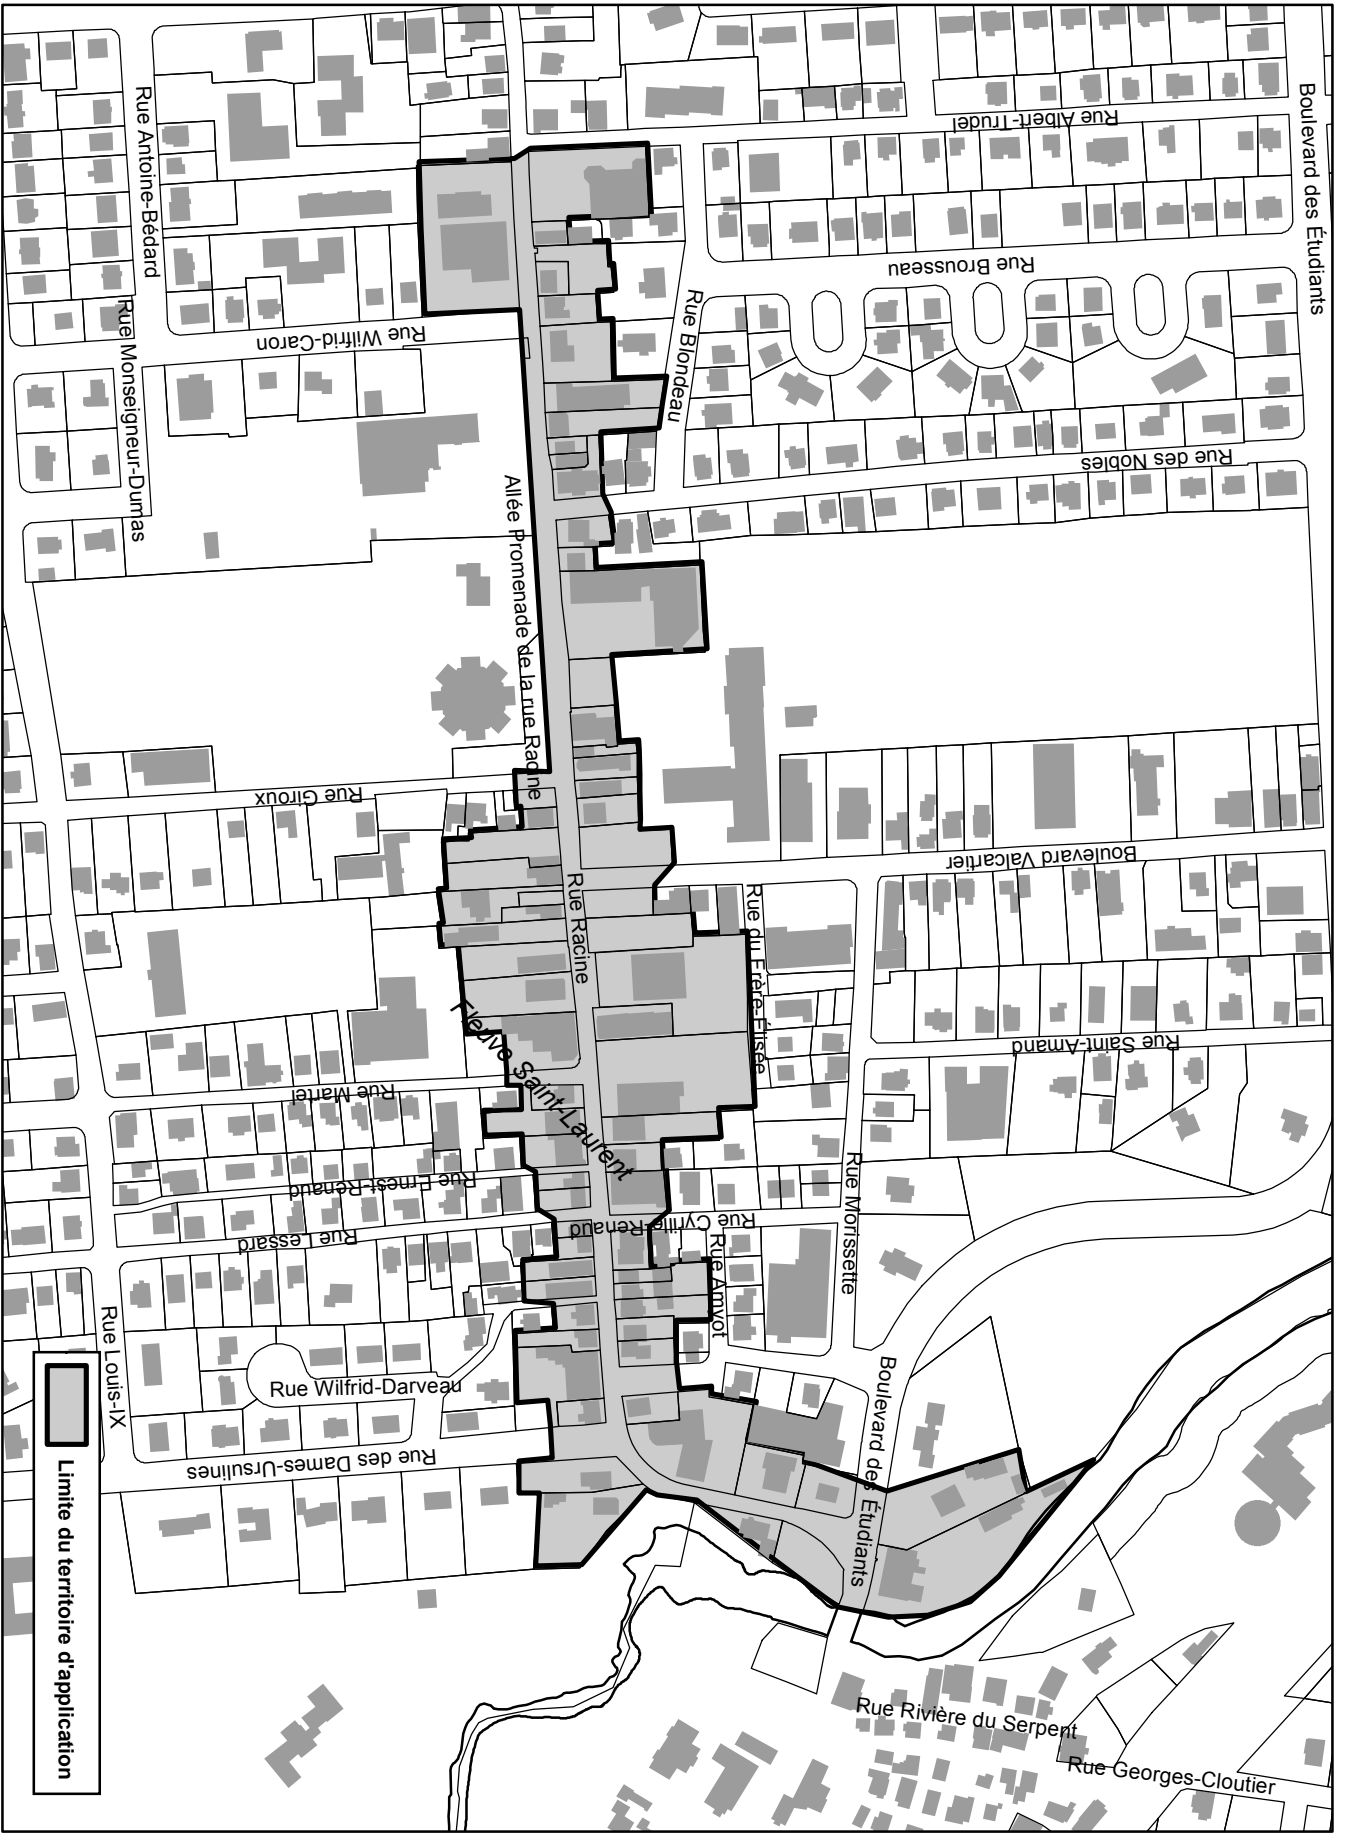 Boulevard des Étudiants
Rue Albert-Trudel
Rue Antoine-Bédard
Rue Brousseau
Rue Monseigneur-Dumas
Rue Wilfrid-Caron
Rue Blondeau
Rue des Nobles
Allée Promenade de la rue Racine
Rue Giroux
Boulevard Valcartier
Rue Racine
Rue du Frère-Élisée
Fleuve Saint-Laurent
Rue Saint-Amand
Rue Martel
Rue Ernest-Renaud
Rue Morissette
Rue Cyrille-Renaud
Rue Lessard
Rue Amyot
Rue Louis-IX
Rue Wilfrid-Darveau
Boulevard des Étudiants
Rue des Dames-Ursulines
Rue Rivière du Serpent
Rue Georges-Cloutier
Limite du territoire d'application